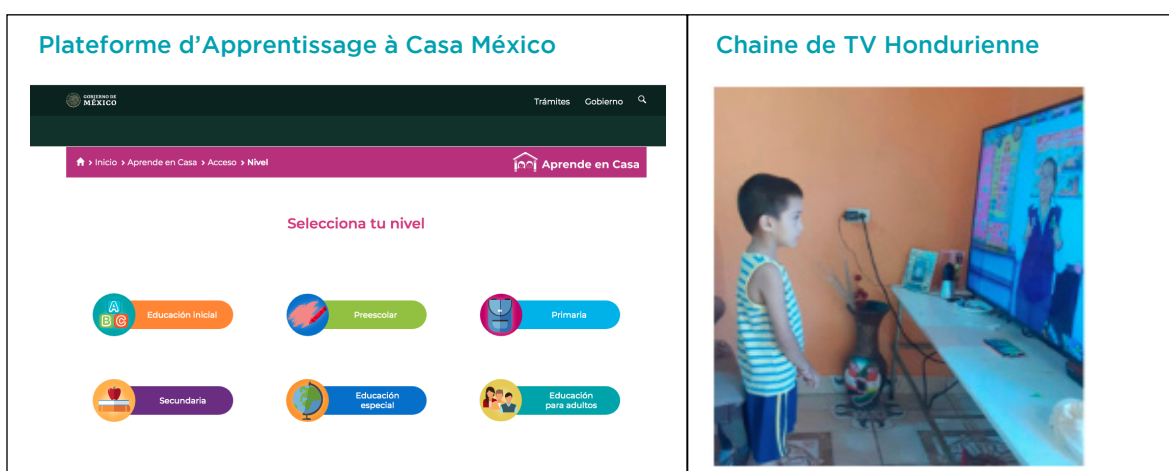 Plateforme d'Apprentissage à Casa México
Chaine de TV Hondurienne
GOBIERNO DE
MÉXICO
Trámites Gobierno
> Inicio > Aprende en Casa > Acceso > Nivel
Aprende en Casa
Selecciona tu nivel
A
B C
Educación inicial
Preescolar
Primaria
Secundaria
Educación
especial
Educación
para adultos